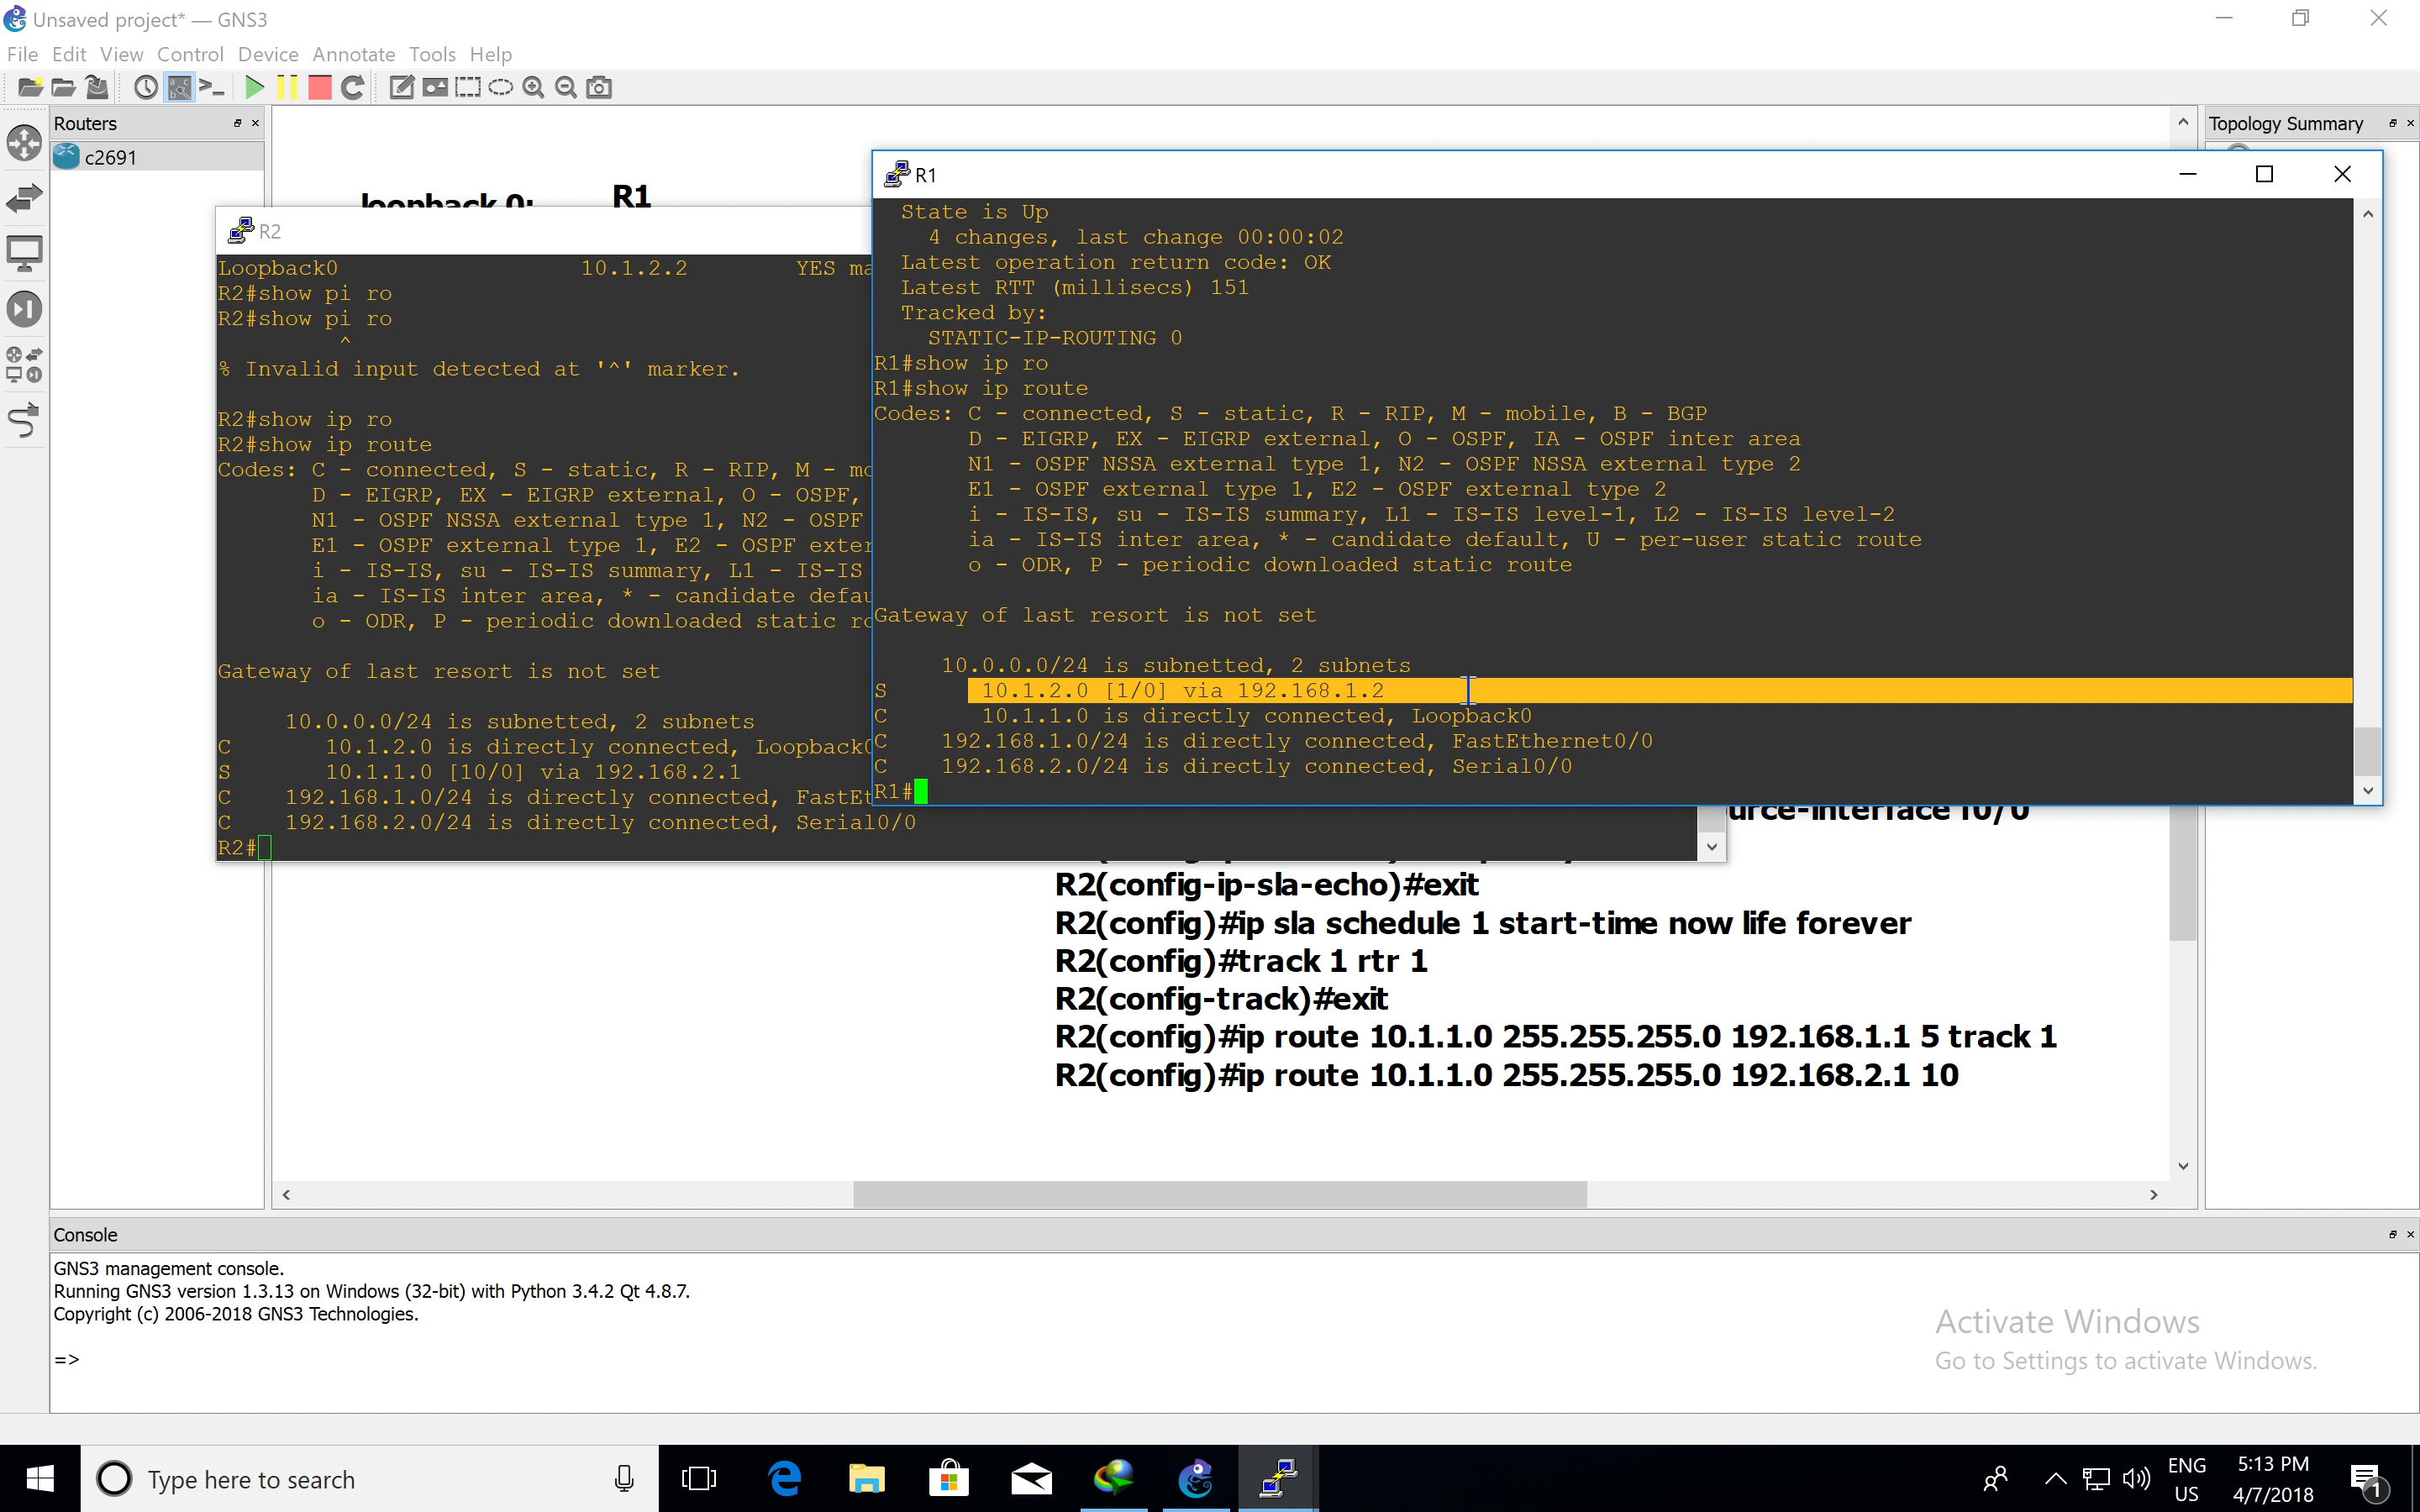 Unsaved project* — GNS3
File Edit View Control Device Annotate Tools Help
Routers
c2691
Topology Summary
loopback 0:
R1
R2
Loopback0 10.1.2.2 YES ma
R2#show pi ro
R2#show pi ro
^
% Invalid input detected at '^' marker.
R2#show ip ro
R2#show ip route
Codes: C - connected, S - static, R - RIP, M - mo
D - EIGRP, EX - EIGRP external, O - OSPF,
N1 - OSPF NSSA external type 1, N2 - OSPF
E1 - OSPF external type 1, E2 - OSPF exter
i - IS-IS, su - IS-IS summary, L1 - IS-IS
ia - IS-IS inter area, * - candidate defau
o - ODR, P - periodic downloaded static ro
Gateway of last resort is not set
10.0.0.0/24 is subnetted, 2 subnets
C 10.1.2.0 is directly connected, Loopback0
S 10.1.1.0 [10/0] via 192.168.2.1
C 192.168.1.0/24 is directly connected, FastEt
C 192.168.2.0/24 is directly connected, Serial0/0
R2#
R1
State is Up
4 changes, last change 00:00:02
Latest operation return code: OK
Latest RTT (millisecs) 151
Tracked by:
STATIC-IP-ROUTING 0
R1#show ip ro
R1#show ip route
Codes: C - connected, S - static, R - RIP, M - mobile, B - BGP
D - EIGRP, EX - EIGRP external, O - OSPF, IA - OSPF inter area
N1 - OSPF NSSA external type 1, N2 - OSPF NSSA external type 2
E1 - OSPF external type 1, E2 - OSPF external type 2
i - IS-IS, su - IS-IS summary, L1 - IS-IS level-1, L2 - IS-IS level-2
ia - IS-IS inter area, * - candidate default, U - per-user static route
o - ODR, P - periodic downloaded static route
Gateway of last resort is not set
10.0.0.0/24 is subnetted, 2 subnets
S 10.1.2.0 [1/0] via 192.168.1.2
C 10.1.1.0 is directly connected, Loopback0
C 192.168.1.0/24 is directly connected, FastEthernet0/0
C 192.168.2.0/24 is directly connected, Serial0/0
R1#
urce-interface f0/0
R2(config-ip-sla-echo)#exit
R2(config)#ip sla schedule 1 start-time now life forever
R2(config)#track 1 rtr 1
R2(config-track)#exit
R2(config)#ip route 10.1.1.0 255.255.255.0 192.168.1.1 5 track 1
R2(config)#ip route 10.1.1.0 255.255.255.0 192.168.2.1 10
Console
GNS3 management console.
Running GNS3 version 1.3.13 on Windows (32-bit) with Python 3.4.2 Qt 4.8.7.
Copyright (c) 2006-2018 GNS3 Technologies.
=>
Activate Windows
Go to Settings to activate Windows.
Type here to search
ENG
US
5:13 PM
4/7/2018
1